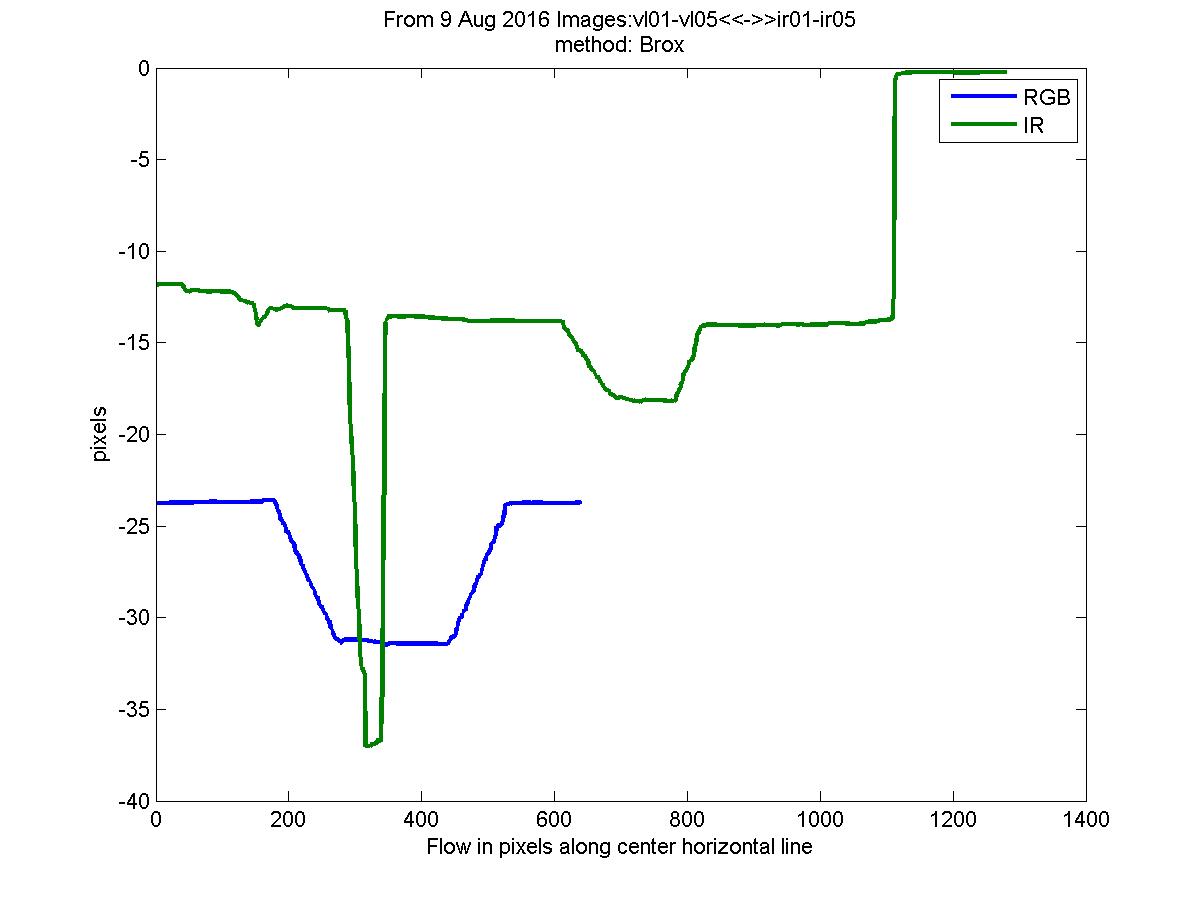 From 9 Aug 2016 Images:vl01-vl05<<->>ir01-ir05
method: Brox
0
-5
-10
-15
-20
-25
-30
-35
-40
pixels
RGB
IR
0 200 400 600 800 1000 1200 1400
Flow in pixels along center horizontal line